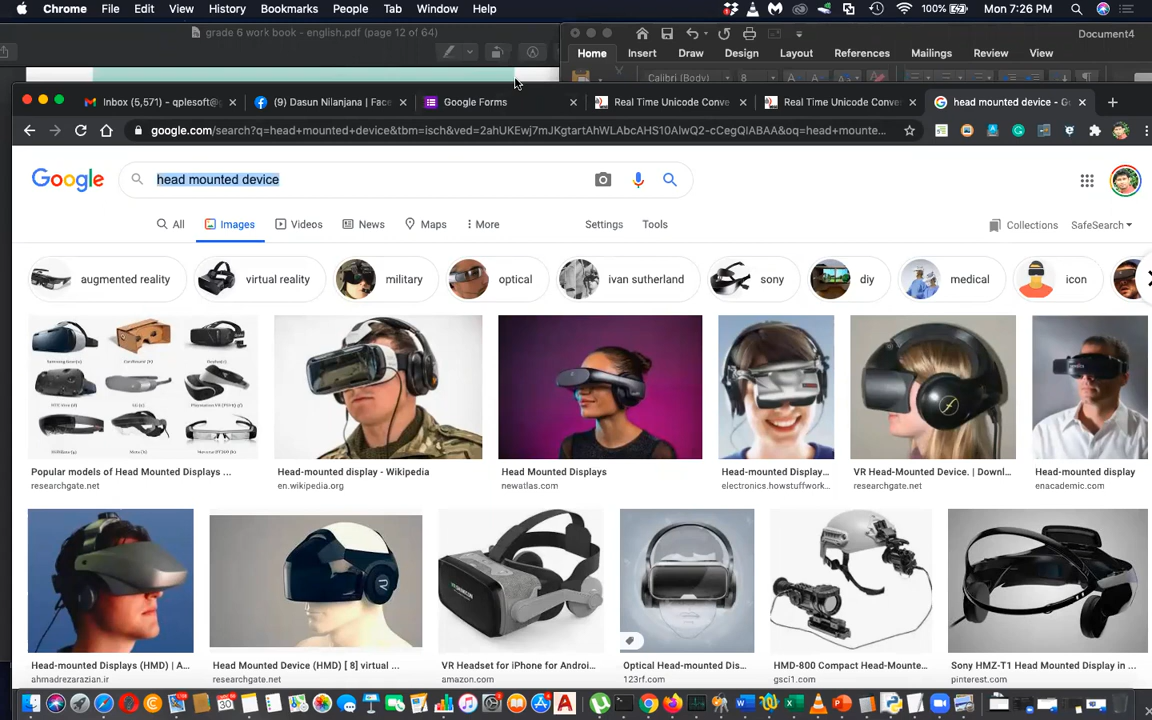 Chrome File Edit View History Bookmarks People Tab Window Help 100% Mon 7:26 PM
grade 6 work book - english.pdf (page 12 of 64) Document4
Home Insert Draw Design Layout References Mailings Review View
Calibri (Body) 8
Inbox (5,571) - qplesoft@g (9) Dasun Nilanjana | Face Google Forms Real Time Unicode Conve Real Time Unicode Conve head mounted device - Go
google.com/search?q=head+mounted+device&tbm=isch&ved=2ahUKEwj7mJKgtartAhWLAbcAHS10AlwQ2-cCegQIABAA&oq=head+mounte...
Google head mounted device
All Images Videos News Maps More Settings Tools Collections SafeSearch
augmented reality virtual reality military optical ivan sutherland sony diy medical icon
Popular models of Head Mounted Displays ... Head-mounted display - Wikipedia Head Mounted Displays Head-mounted Display... VR Head-Mounted Device. | Downl... Head-mounted display
researchgate.net en.wikipedia.org newatlas.com electronics.howstuffwork... researchgate.net enacademic.com
Head-mounted Displays (HMD) | A... Head Mounted Device (HMD) [ 8] virtual ... VR Headset for iPhone for Androi... Optical Head-mounted Dis... HMD-800 Compact Head-Mounte... Sony HMZ-T1 Head Mounted Display in ...
ahmadrezarazian.ir researchgate.net amazon.com 123rf.com gsci1.com pinterest.com